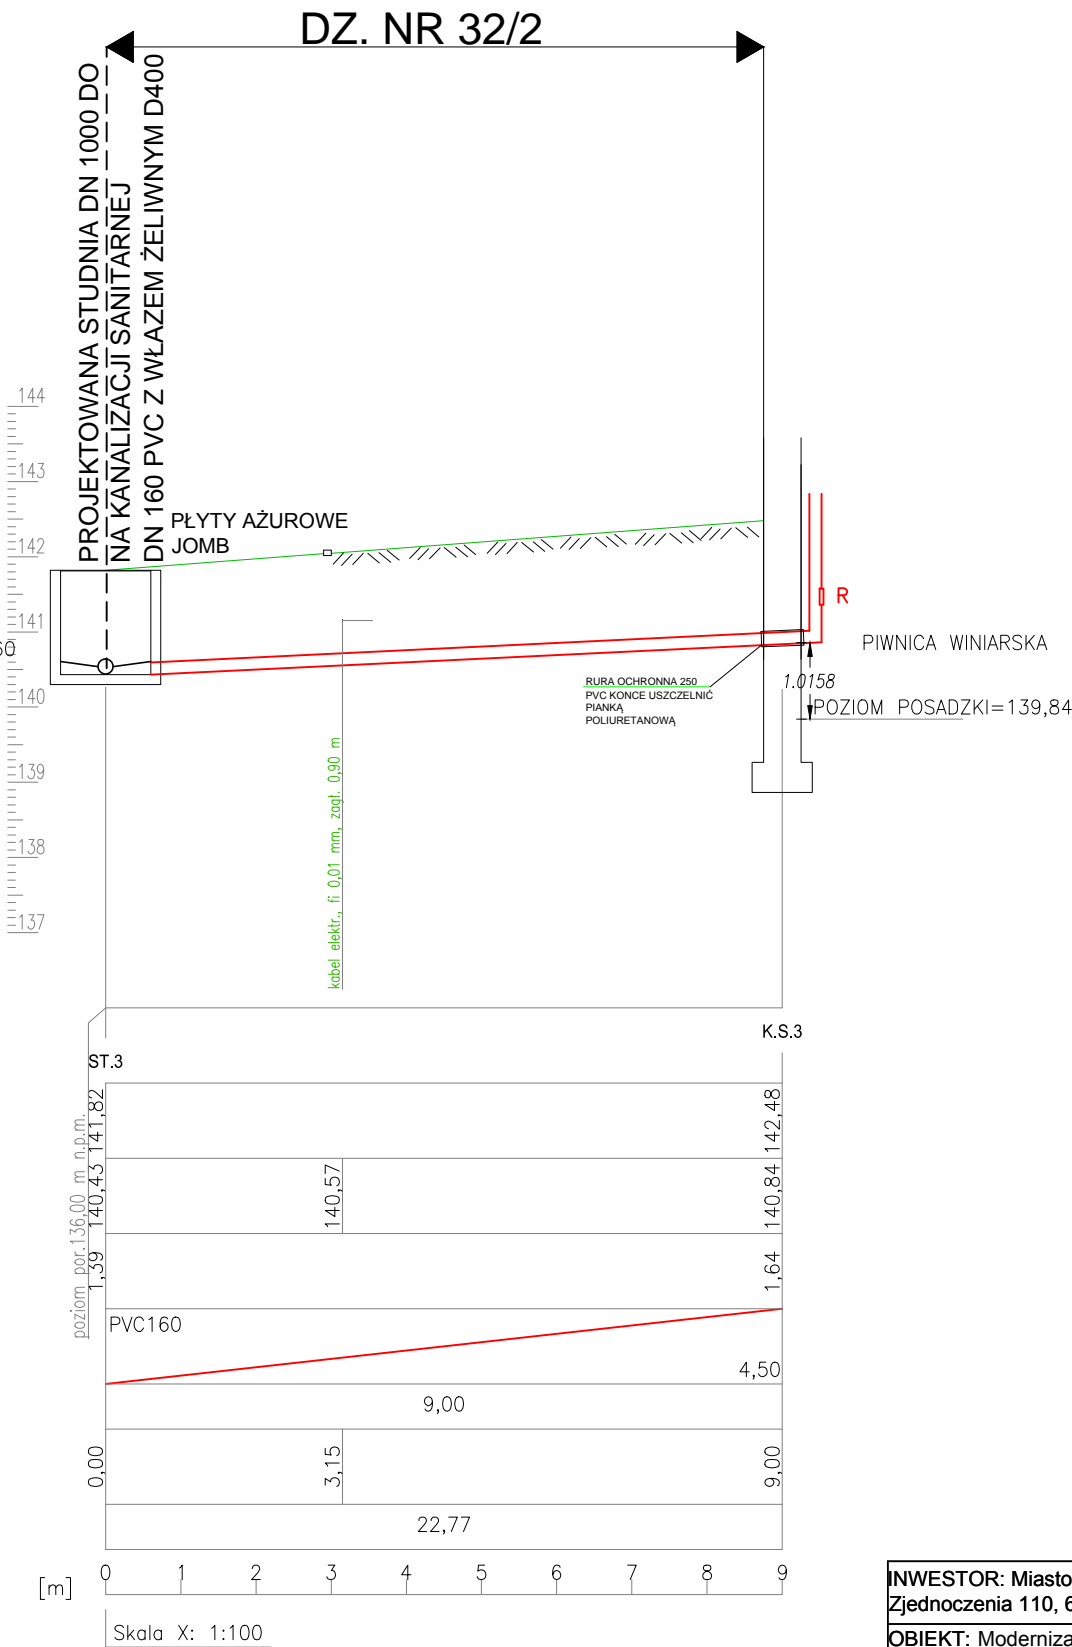 DZ. NR 32/2
PROJEKTOWANA STUDNIA DN 1000 DO
NA KANALIZACJI SANITARNEJ
DN 160 PVC Z WŁAZEM ŻELIWNYM D400
144
143
142
141
140
139
138
137
PŁYTY AŻUROWE
JOMB
R
PIWNICA WINIARSKA
1.0158
POZIOM POSADZKI=139,84
RURA OCHRONNA 250
PVC KONCE USZCZELNIĆ
PIANKĄ
POLIURETANOWĄ
kabel elektr., fi 0,01 mm, zagł. 0,90 m
K.S.3
ST.3
poziom por.136,00 m n.p.m.
141,82
142,48
140,43
140,57
140,84
1,39
1,64
PVC160
4,50
9,00
0,00
3,15
9,00
22,77
[m]
0 1 2 3 4 5 6 7 8 9
Skala X: 1:100
INWESTOR: Miasto
Zjednoczenia 110, 6
OBIEKT: Moderniza